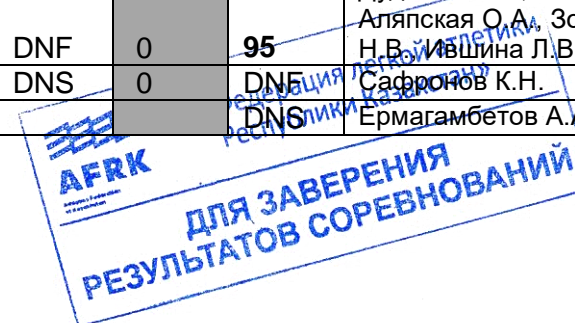 Аляпская О.А., Зо
DNF 0 95 Н.В., Ившина Л.В
DNS 0 DNF Сафронов К.Н.
DNS Ермагамбетов А.А
Федерация легкой атлетики
Республики Казахстан»
AFRK
ДЛЯ ЗАВЕРЕНИЯ
РЕЗУЛЬТАТОВ СОРЕВНОВАНИЙ